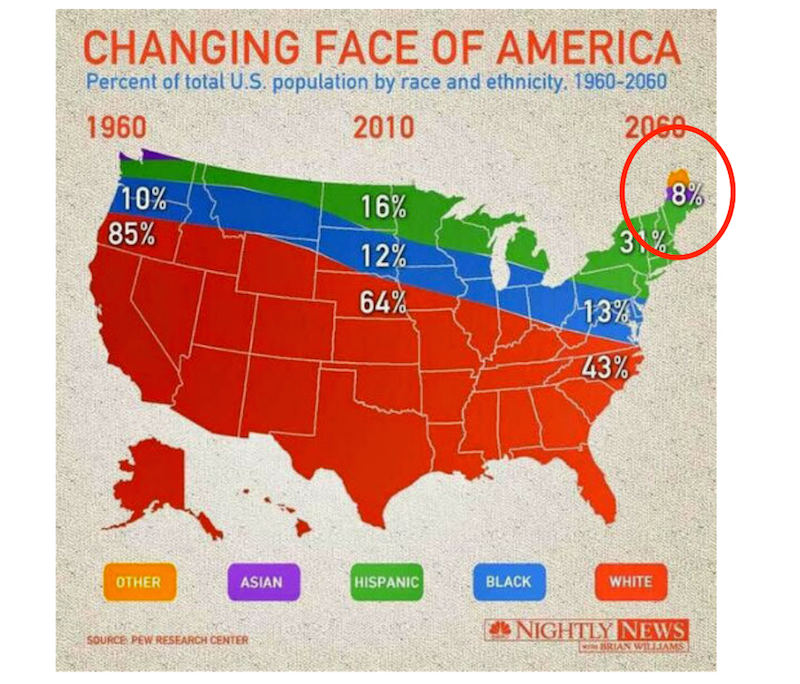 CHANGING FACE OF AMERICA
Percent of total U.S. population by race and ethnicity, 1960-2060
1960 2010 2060
10% 16% 8%
85% 12% 31%
64% 13%
43%
OTHER ASIAN HISPANIC BLACK WHITE
SOURCE: PEW RESEARCH CENTER
NIGHTLY NEWS
WITH BRIAN WILLIAMS